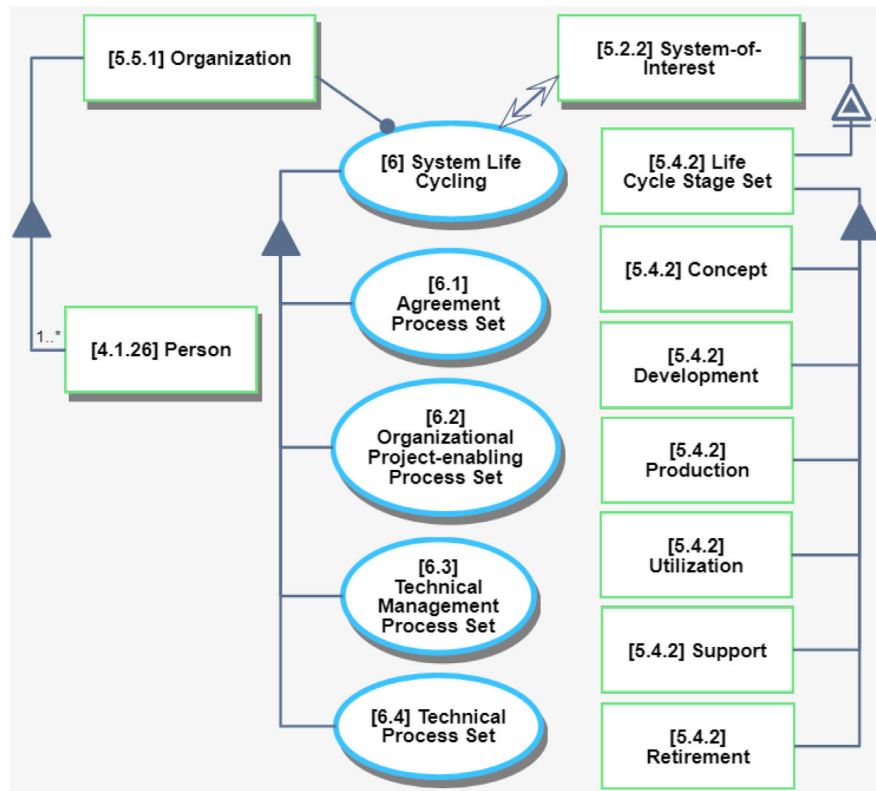 [5.5.1] Organization
[5.2.2] System-of-
Interest
[6] System Life
Cycling
[5.4.2] Life
Cycle Stage Set
[6.1]
Agreement
Process Set
[5.4.2] Concept
1..*
[4.1.26] Person
[5.4.2]
Development
[6.2]
Organizational
Project-enabling
Process Set
[5.4.2]
Production
[6.3]
Technical
Management
Process Set
[5.4.2]
Utilization
[5.4.2] Support
[6.4] Technical
Process Set
[5.4.2]
Retirement